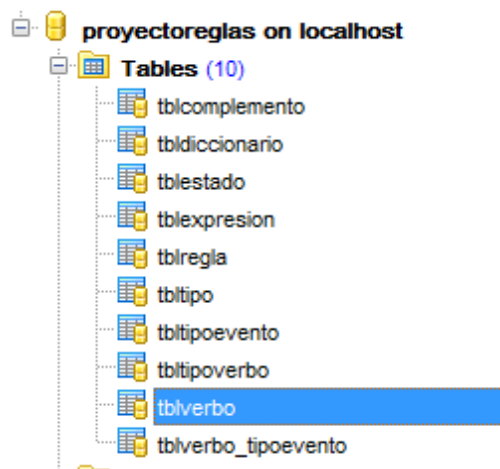 proyectoreglas on localhost
Tables (10)
tblcomplemento
tbldiccionario
tblestado
tblexpresion
tblregla
tbltipo
tbltipoevento
tbltipoverbo
tblverbo
tblverbo_tipoevento